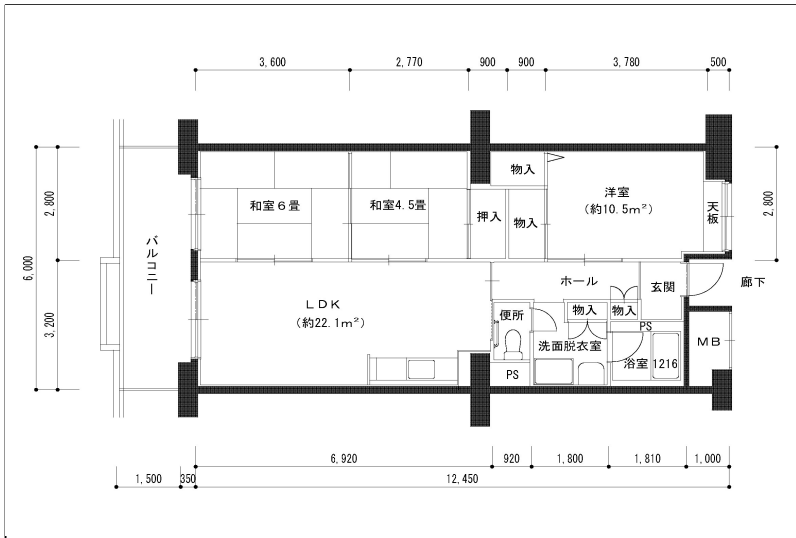 3,600 2,770 900 900 3,780 500
物入
洋室
(約10.5m²)
和室6畳
和室4.5畳
押入
物入
天板
2,800
2,800
6,000
3,200
バルコニー
LDK
(約22.1m²)
ホール
玄関
廊下
便所
物入
物入
PS
MB
洗面脱衣室
浴室 1216
PS
6,920 920 1,800 1,810 1,000
1,500 350 12,450